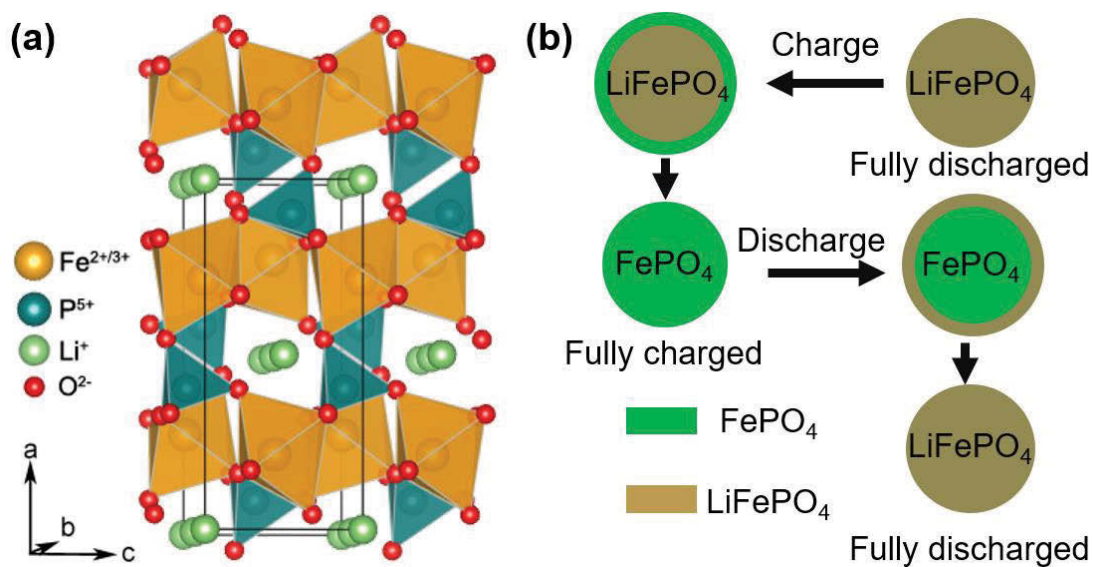 (a)
Fe2+/3+
P5+
Li+
O2-
a
b
c
(b)
Charge
LiFePO4
LiFePO4
Fully discharged
Discharge
FePO4
FePO4
Fully charged
FePO4
LiFePO4
LiFePO4
Fully discharged